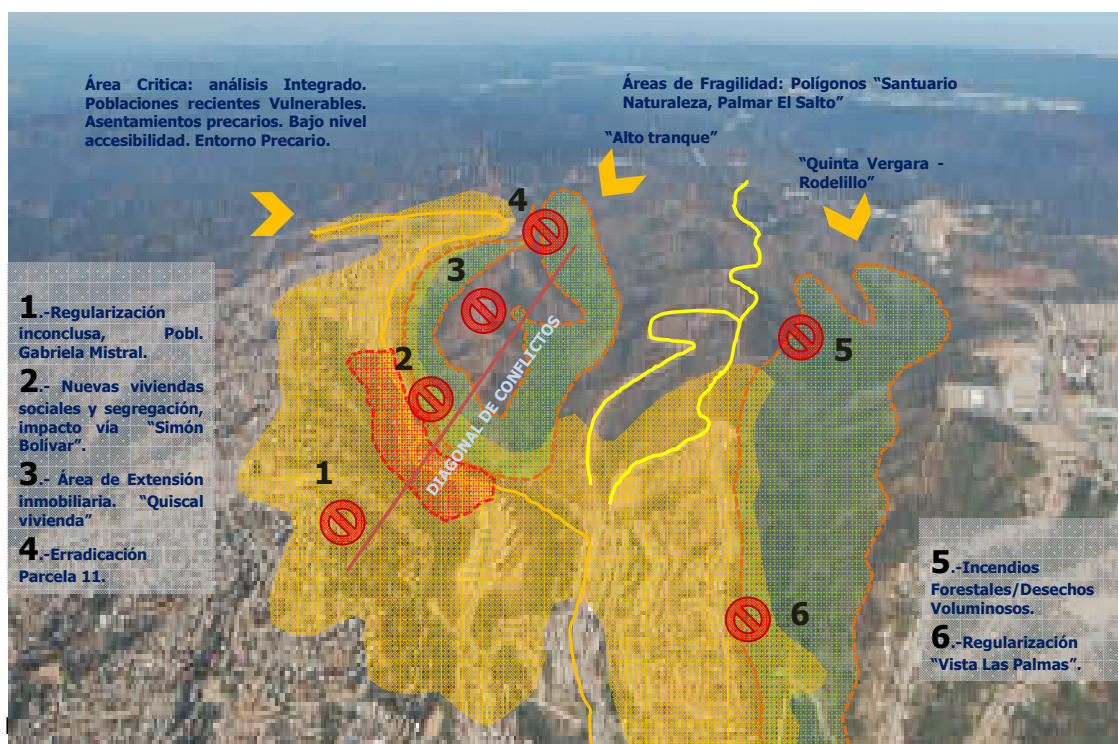 Área Critica: análisis Integrado.
Poblaciones recientes Vulnerables.
Asentamientos precarios. Bajo nivel
accesibilidad. Entorno Precario.
Áreas de Fragilidad: Polígonos “Santuario
Naturaleza, Palmar El Salto”
“Alto tranque”
“Quinta Vergara -
Rodelillo”
4
3
2
1
5
6
DIAGONAL DE CONFLICTOS
1.-Regularización
inconclusa, Pobl.
Gabriela Mistral.
2.- Nuevas viviendas
sociales y segregación,
impacto vía “Simón
Bolívar”.
3.- Área de Extensión
inmobiliaria. “Quiscal
vivienda”
4.-Erradicación
Parcela 11.
5.-Incendios
Forestales/Desechos
Voluminosos.
6.-Regularización
“Vista Las Palmas”.